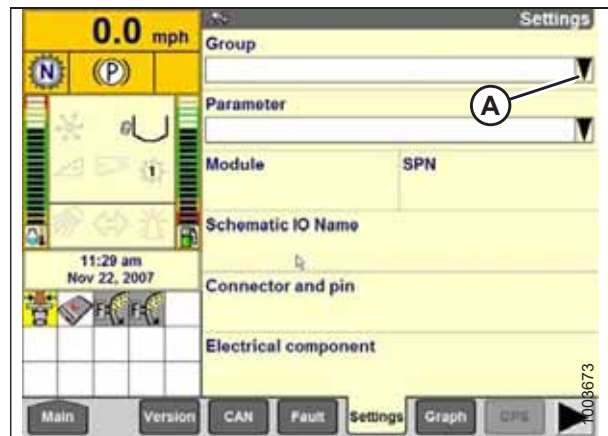 0.0 mph
Settings
Group
N
(P)
A
Parameter
1
Module
SPN
Schematic IO Name
11:29 am
Nov 22, 2007
Connector and pin
F
F
Electrical component
Main
Version
CAN
Fault
Settings
Graph
GPS
1003673